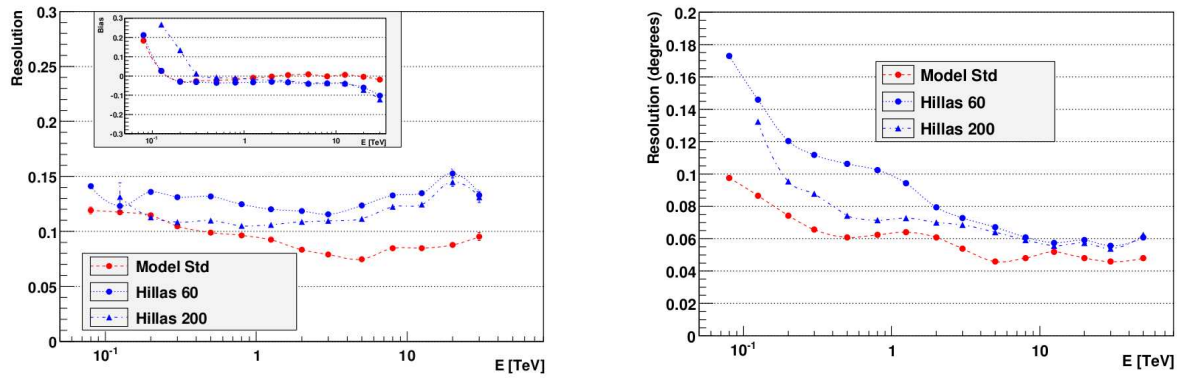 Resolution
0.3
0.25
0.2
0.15
0.1
0.05
0
Bias
0.3
0.2
0.1
0
-0.1
-0.2
-0.3
10-1
1
10
E [TeV]
Model Std
Hillas 60
Hillas 200
10-1
1
10
E [TeV]
Resolution (degrees)
0.2
0.18
0.16
0.14
0.12
0.1
0.08
0.06
0.04
0.02
0
Model Std
Hillas 60
Hillas 200
10-1
1
10
E [TeV]